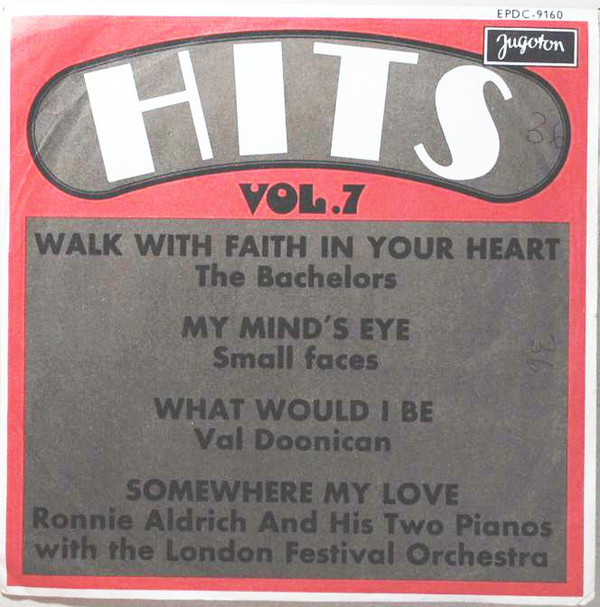 EPDC-9160
Jugoton
HITS
VOL.7
WALK WITH FAITH IN YOUR HEART
The Bachelors
MY MIND'S EYE
Small faces
WHAT WOULD I BE
Val Doonican
SOMEWHERE MY LOVE
Ronnie Aldrich And His Two Pianos
with the London Festival Orchestra